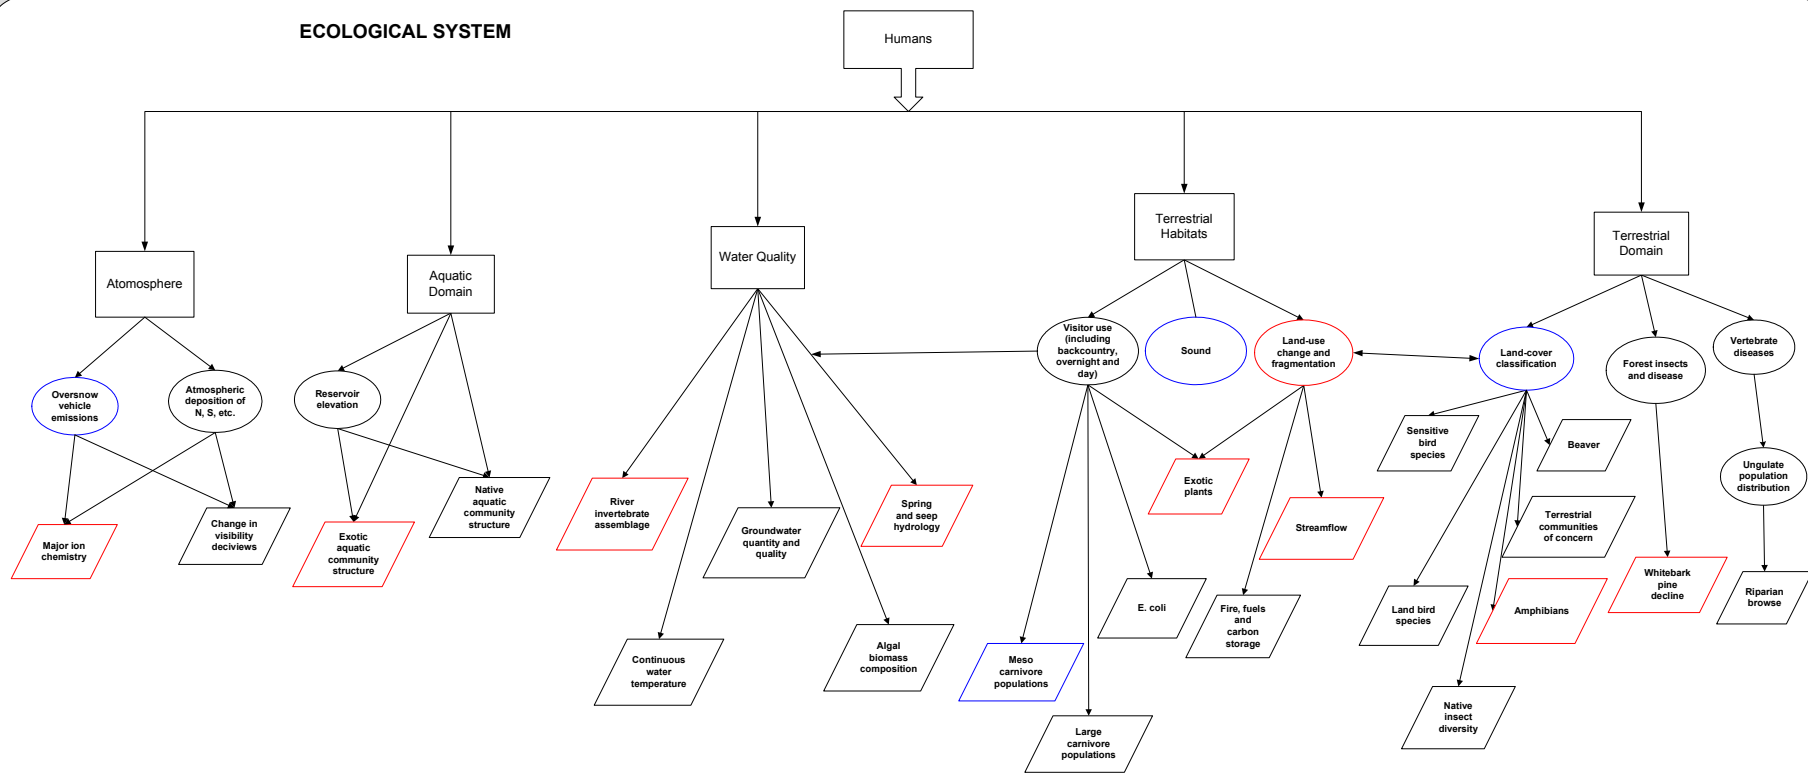 ECOLOGICAL SYSTEM
Humans
Atomosphere
Aquatic
Domain
Water Quality
Terrestrial
Habitats
Terrestrial
Domain
Oversnow
vehicle
emissions
Atmospheric
deposition of
N, S, etc.
Reservoir
elevation
Visitor use
(including
backcountry,
overnight and
day)
Sound
Land-use
change and
fragmentation
Land-cover
classification
Forest insects
and disease
Vertebrate
diseases
Ungulate
population
distribution
Major ion
chemistry
Change in
visibility
deciviews
Exotic
aquatic
community
structure
Native
aquatic
community
structure
River
invertebrate
assemblage
Continuous
water
temperature
Groundwater
quantity and
quality
Algal
biomass
composition
Spring
and seep
hydrology
Meso
carnivore
populations
Large
carnivore
populations
E. coli
Exotic
plants
Fire, fuels
and
carbon
storage
Streamflow
Sensitive
bird
species
Beaver
Terrestrial
communities
of concern
Land bird
species
Amphibians
Native
insect
diversity
Whitebark
pine
decline
Riparian
browse